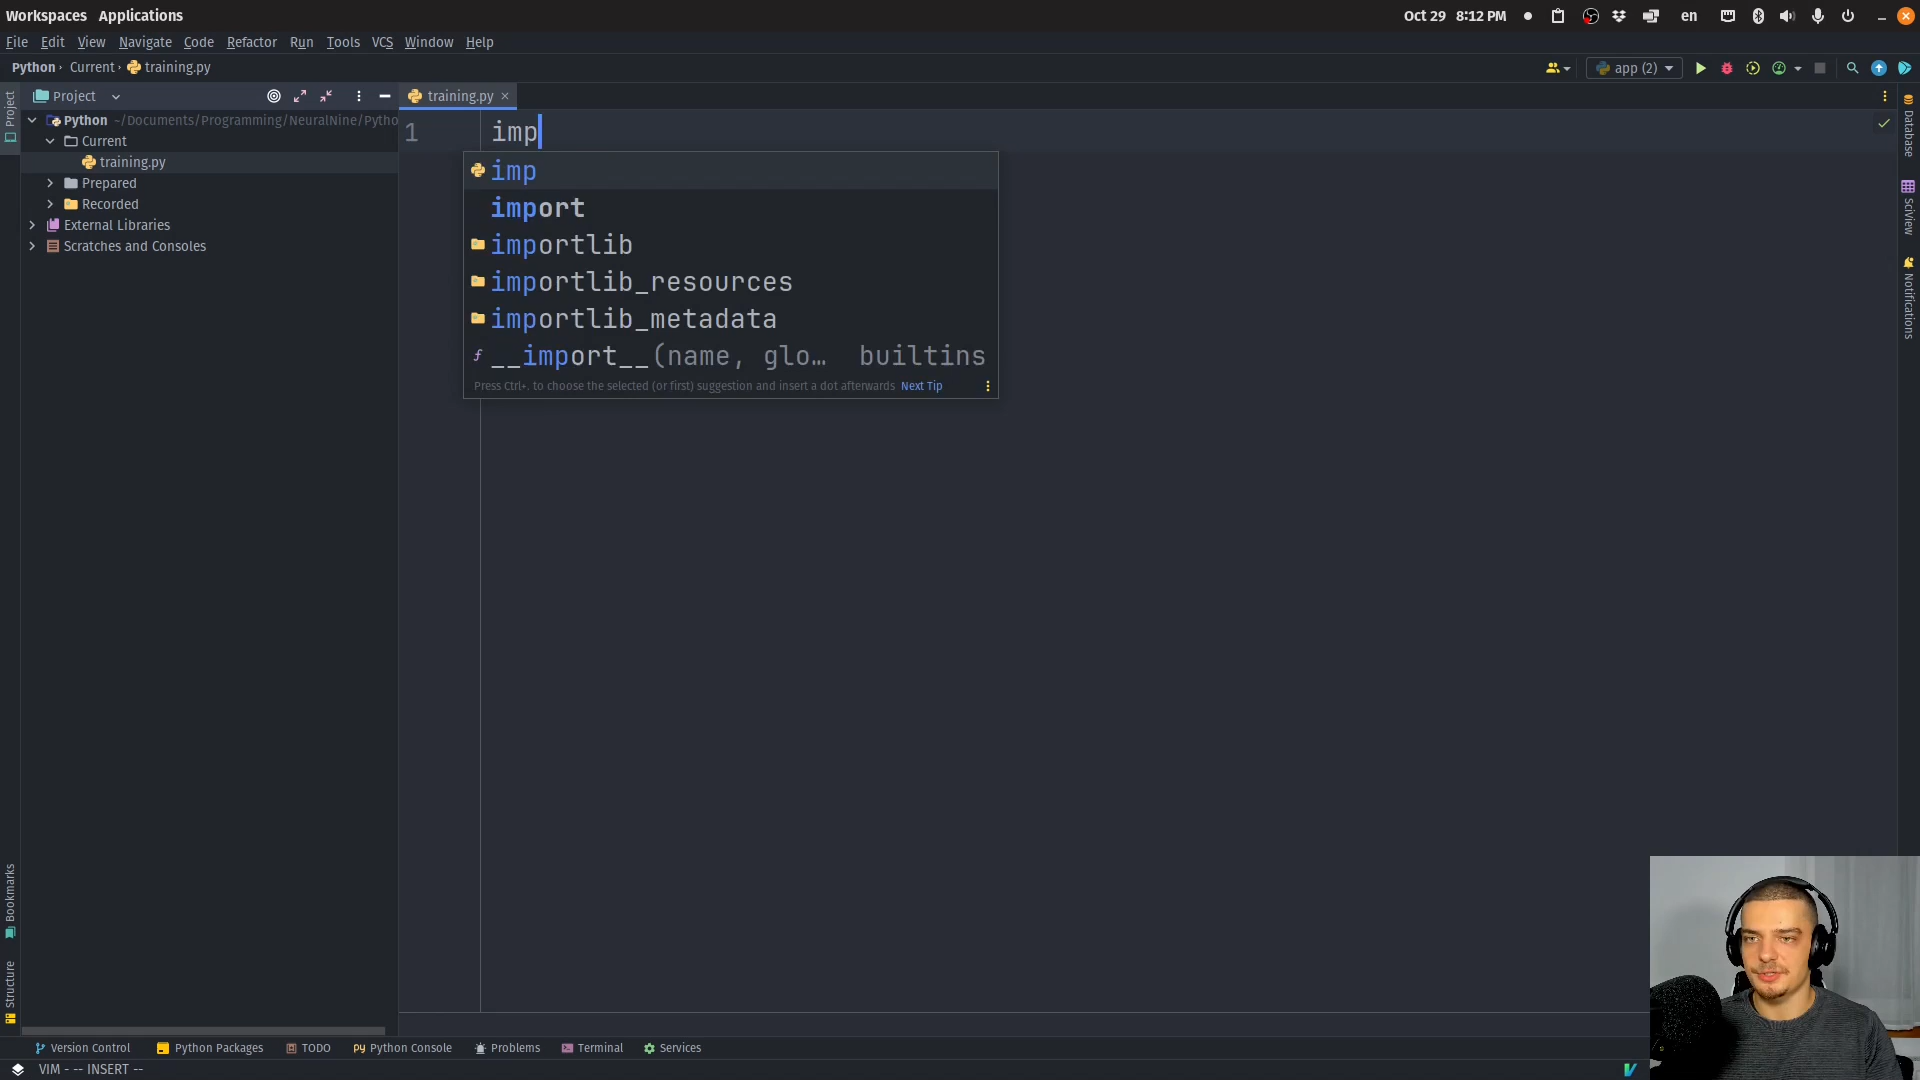 Workspaces Applications
Oct 29 8:12 PM
en
File Edit View Navigate Code Refactor Run Tools VCS Window Help
Python Current training.py
app (2)
Project
training.py
Project
Python ~/Documents/Programming/NeuralNine/Pytho
Current
training.py
Prepared
Recorded
External Libraries
Scratches and Consoles
1 imp
imp
import
importlib
importlib_resources
importlib_metadata
__import__(name, glo… builtins
Press Ctrl+. to choose the selected (or first) suggestion and insert a dot afterwards Next Tip
Database
SciView
Notifications
Bookmarks
Structure
Version Control Python Packages TODO Python Console Problems Terminal Services
VIM - -- INSERT --